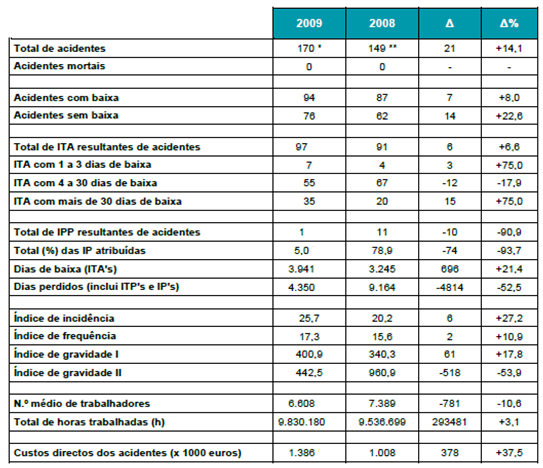 2009 2008 Δ Δ%
Total de acidentes 170 * 149 ** 21 +14,1
Acidentes mortais 0 0 - -
Acidentes com baixa 94 87 7 +8,0
Acidentes sem baixa 76 62 14 +22,6
Total de ITA resultantes de acidentes 97 91 6 +6,6
ITA com 1 a 3 dias de baixa 7 4 3 +75,0
ITA com 4 a 30 dias de baixa 55 67 -12 -17,9
ITA com mais de 30 dias de baixa 35 20 15 +75,0
Total de IPP resultantes de acidentes 1 11 -10 -90,9
Total (%) das IP atribuídas 5,0 78,9 -74 -93,7
Dias de baixa (ITA's) 3.941 3.245 696 +21,4
Dias perdidos (inclui ITP's e IP's) 4.350 9.164 -4814 -52,5
Índice de incidência 25,7 20,2 6 +27,2
Índice de frequência 17,3 15,6 2 +10,9
Índice de gravidade I 400,9 340,3 61 +17,8
Índice de gravidade II 442,5 960,9 -518 -53,9
N.º médio de trabalhadores 6.608 7.389 -781 -10,6
Total de horas trabalhadas (h) 9.830.180 9.536.699 293481 +3,1
Custos directos dos acidentes (x 1000 euros) 1.386 1.008 378 +37,5